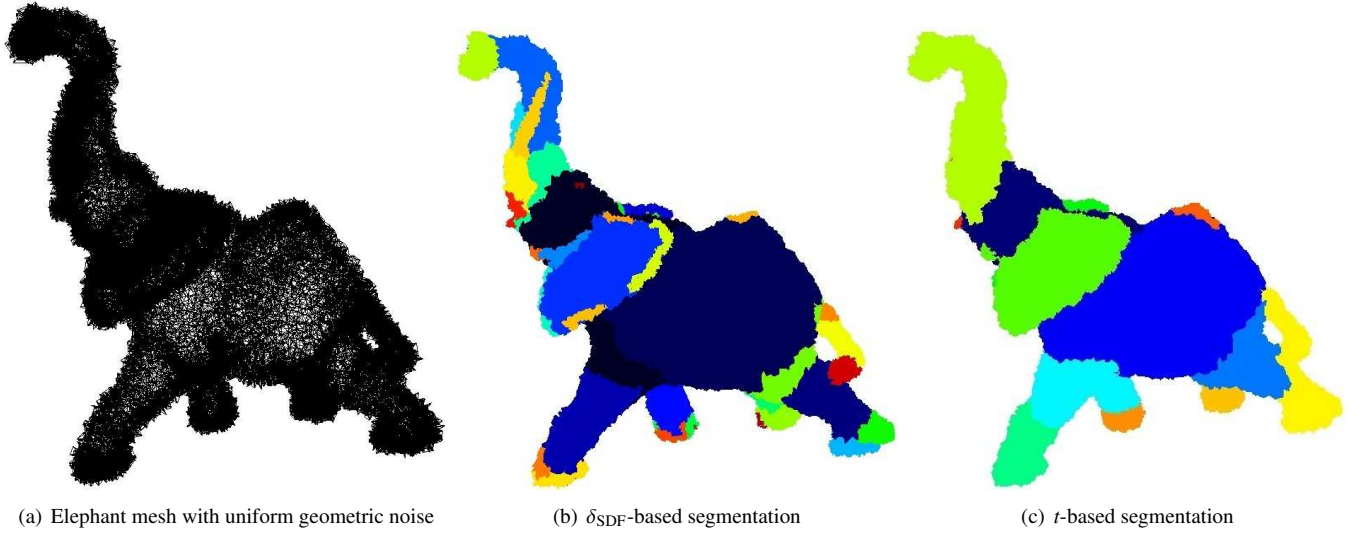 (a) Elephant mesh with uniform geometric noise
(b) δSDF-based segmentation
(c) t-based segmentation